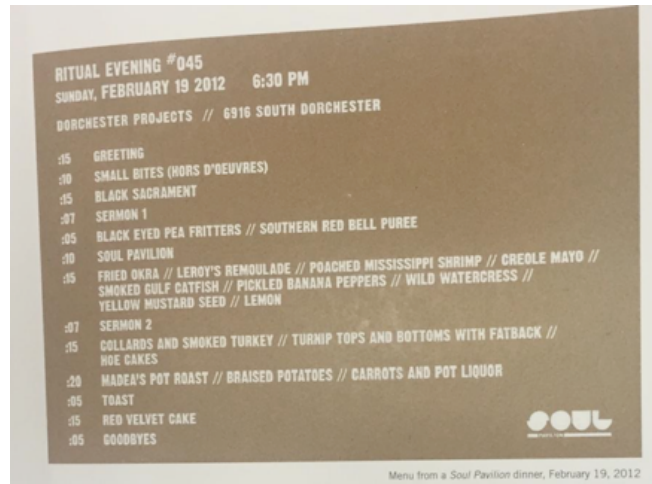 RITUAL EVENING #045
SUNDAY, FEBRUARY 19 2012 6:30 PM
DORCHESTER PROJECTS // 6916 SOUTH DORCHESTER
:15 GREETING
:10 SMALL BITES (HORS D'OEUVRES)
:15 BLACK SACRAMENT
:07 SERMON 1
:05 BLACK EYED PEA FRITTERS // SOUTHERN RED BELL PUREE
:10 SOUL PAVILION
:15 FRIED OKRA // LEROY'S REMOULADE // POACHED MISSISSIPPI SHRIMP // CREOLE MAYO //
SMOKED GULF CATFISH // PICKLED BANANA PEPPERS // WILD WATERCRESS //
YELLOW MUSTARD SEED // LEMON
:07 SERMON 2
:15 COLLARDS AND SMOKED TURKEY // TURNIP TOPS AND BOTTOMS WITH FATBACK //
HOE CAKES
:20 MADEA'S POT ROAST // BRAISED POTATOES // CARROTS AND POT LIQUOR
:05 TOAST
:15 RED VELVET CAKE
:05 GOODBYES
SOUL
Menu from a Soul Pavilion dinner, February 19, 2012